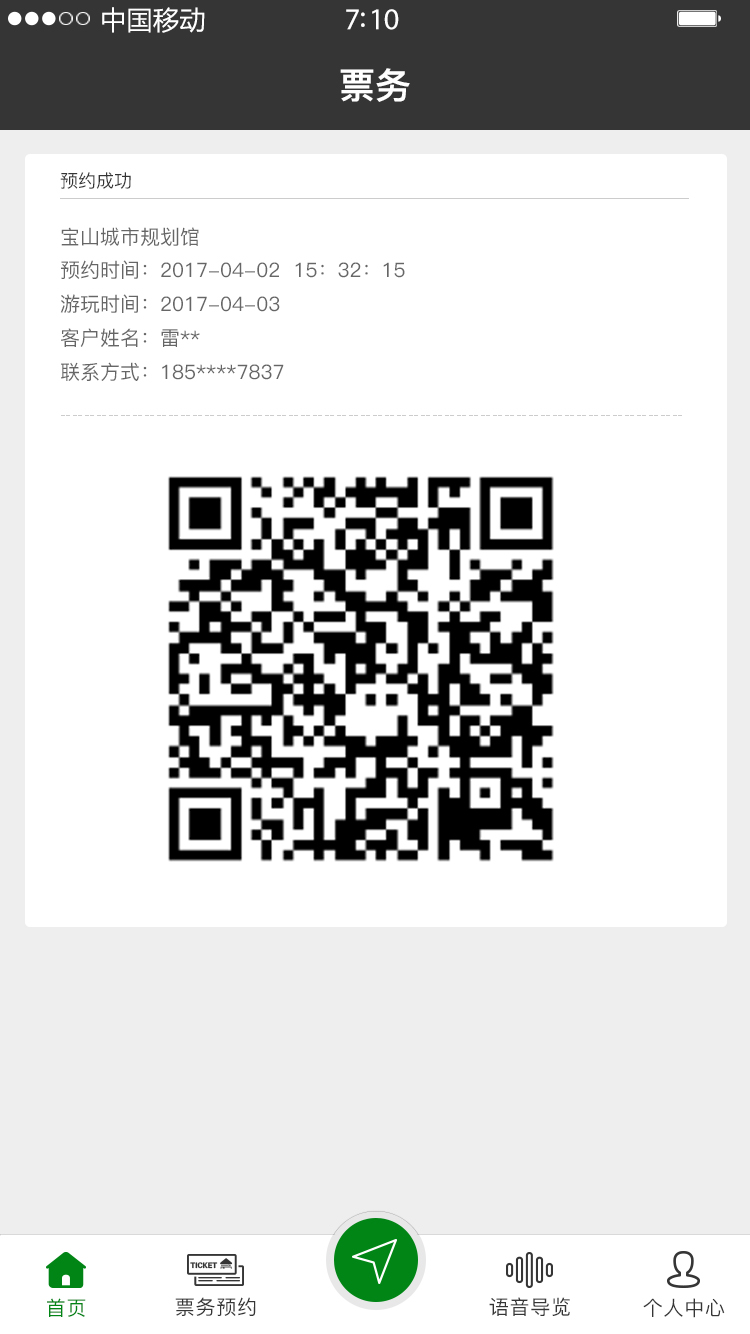 中国移动 7:10
票务
预约成功
宝山城市规划馆
预约时间：2017-04-02 15：32：15
游玩时间：2017-04-03
客户姓名：雷**
联系方式：185****7837
TICKET
首页 票务预约 语音导览 个人中心